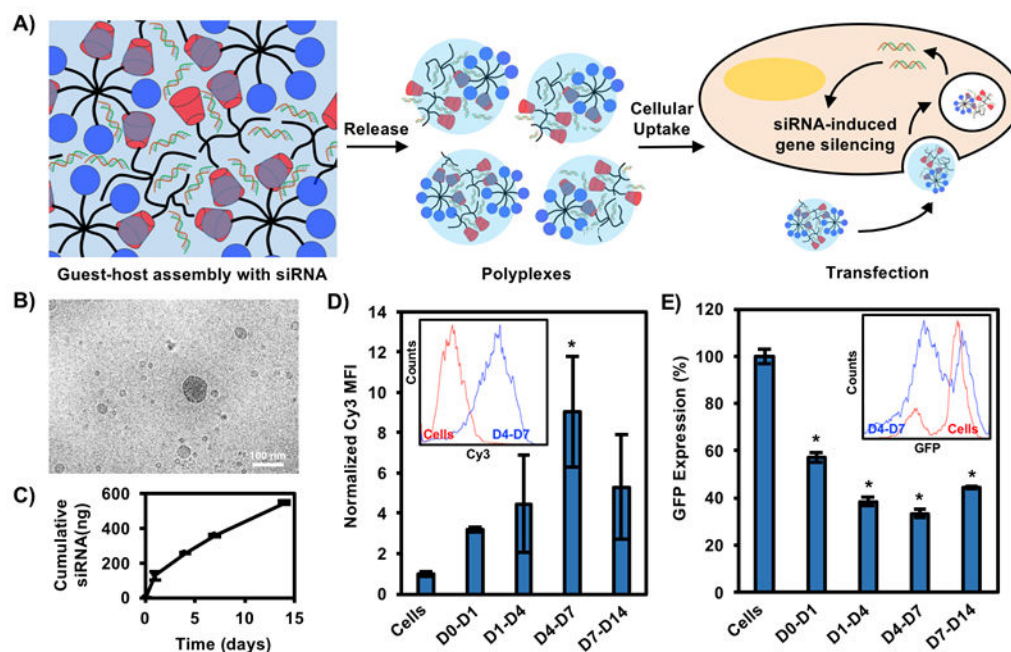 A)
Release
Cellular
Uptake
siRNA-induced
gene silencing
Guest-host assembly with siRNA
Polyplexes
Transfection
B)
100 nm
C)
Cumulative
siRNA(ng)
600
400
200
0
0
5
10
15
Time (days)
D)
Normalized Cy3 MFI
14
12
10
8
6
4
2
0
Counts
Cells
D4-D7
Cy3
*
Cells
D0-D1
D1-D4
D4-D7
D7-D14
E)
GFP Expression (%)
120
100
80
60
40
20
0
Counts
D4-D7
Cells
GFP
*
*
*
*
Cells
D0-D1
D1-D4
D4-D7
D7-D14